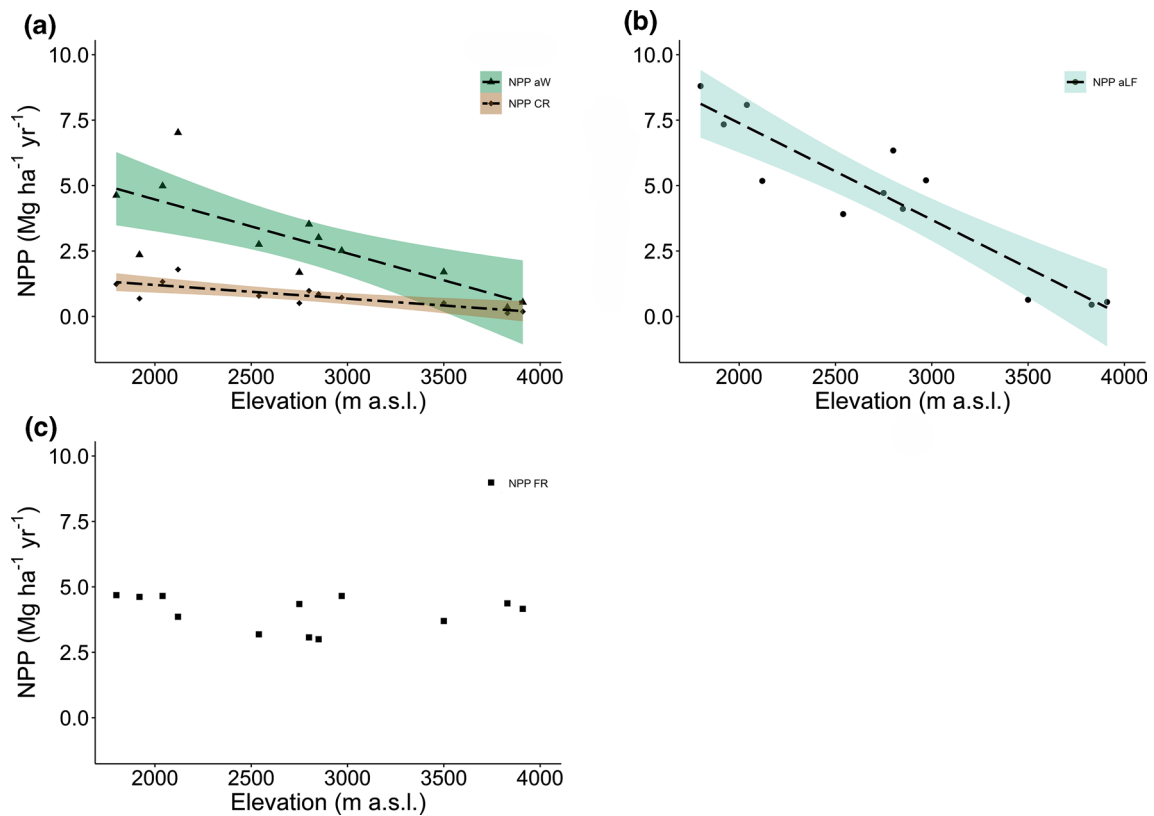 (a)
10.0
7.5
5.0
2.5
0.0
NPP (Mg ha⁻¹ yr⁻¹)
NPP aW
NPP CR
2000 2500 3000 3500 4000
Elevation (m a.s.l.)
(b)
10.0
7.5
5.0
2.5
0.0
NPP aLF
2000 2500 3000 3500 4000
Elevation (m a.s.l.)
(c)
10.0
7.5
5.0
2.5
0.0
NPP (Mg ha⁻¹ yr⁻¹)
NPP FR
2000 2500 3000 3500 4000
Elevation (m a.s.l.)